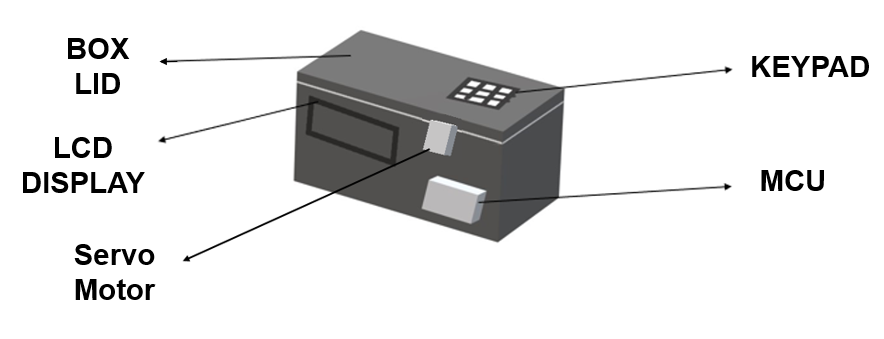 BOX
LID
KEYPAD
LCD
DISPLAY
MCU
Servo
Motor